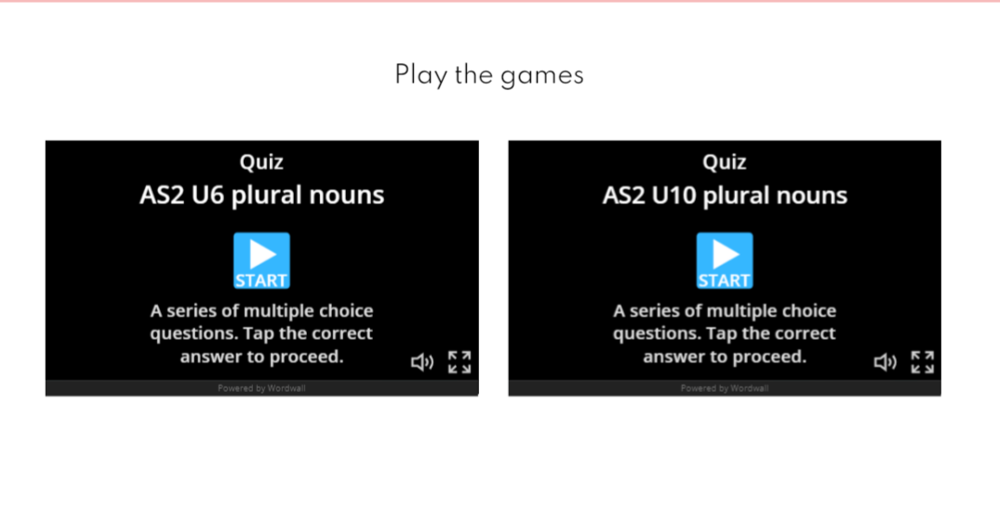 Play the games
Quiz
AS2 U6 plural nouns
START
A series of multiple choice
questions. Tap the correct
answer to proceed.
Powered by Wordwall
Quiz
AS2 U10 plural nouns
START
A series of multiple choice
questions. Tap the correct
answer to proceed.
Powered by Wordwall